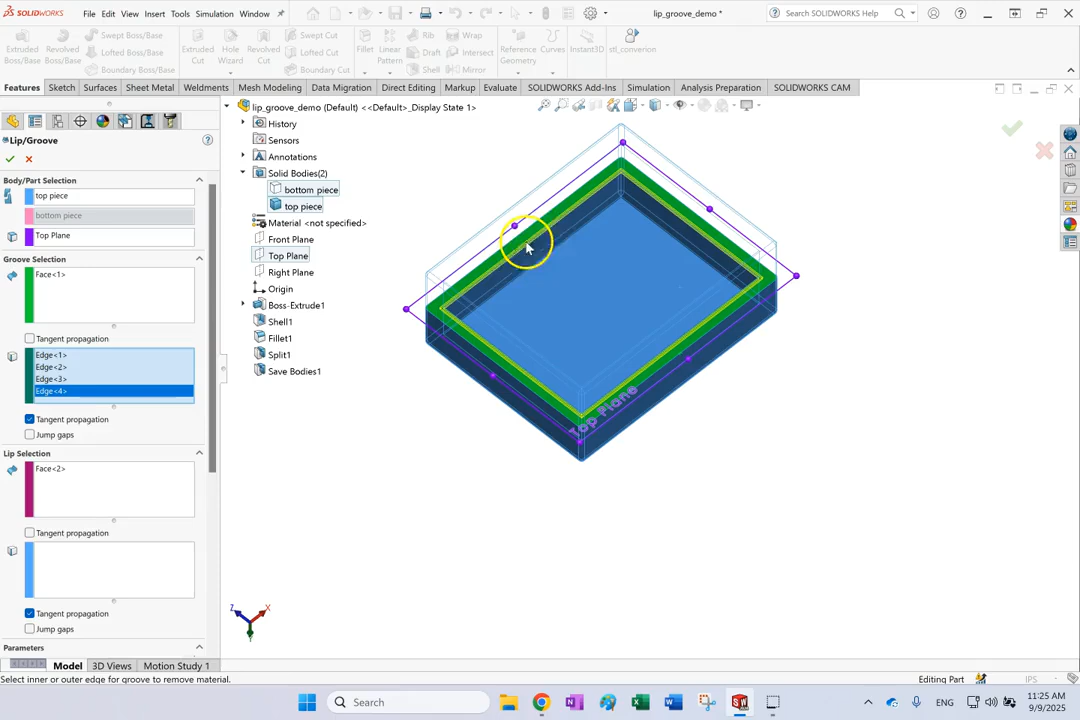 SOLIDWORKS File Edit View Insert Tools Simulation Window lip_groove_demo * Search SOLIDWORKS Help
Extruded Boss/Base Revolved Boss/Base Swept Boss/Base Lofted Boss/Base Boundary Boss/Base Extruded Cut Hole Wizard Revolved Cut Swept Cut Lofted Cut Boundary Cut Fillet Linear Pattern Rib Draft Shell Wrap Intersect Mirror Reference Geometry Curves Instant3D stl_convertion
Features Sketch Surfaces Sheet Metal Weldments Mesh Modeling Data Migration Direct Editing Markup Evaluate SOLIDWORKS Add-Ins Simulation Analysis Preparation SOLIDWORKS CAM
lip_groove_demo (Default) <<Default>_Display State 1>
History
Sensors
Annotations
Solid Bodies(2)
bottom piece
top piece
Material <not specified>
Front Plane
Top Plane
Right Plane
Origin
Boss-Extrude1
Shell1
Fillet1
Split1
Save Bodies1
Lip/Groove
Body/Part Selection
top piece
bottom piece
Top Plane
Groove Selection
Face<1>
Tangent propagation
Edge<1>
Edge<2>
Edge<3>
Edge<4>
Tangent propagation
Jump gaps
Lip Selection
Face<2>
Tangent propagation
Tangent propagation
Jump gaps
Parameters
Top Plane
Z X
Model 3D Views Motion Study 1
Select inner or outer edge for groove to remove material. Editing Part IPS
Search ENG 11:25 AM
9/9/2025